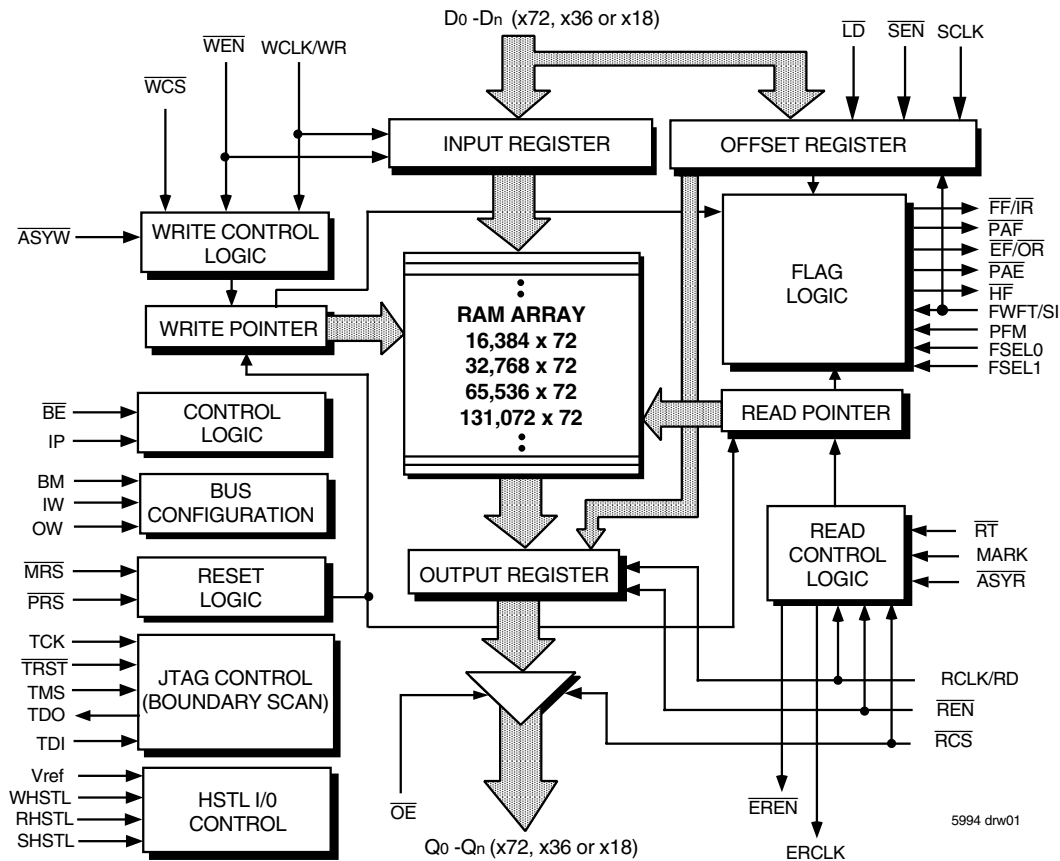 D0 -Dn (x72, x36 or x18)
WEN
WCLK/WR
WCS
LD
SEN
SCLK
INPUT REGISTER
OFFSET REGISTER
ASYW
WRITE CONTROL
LOGIC
WRITE POINTER
RAM ARRAY
16,384 x 72
32,768 x 72
65,536 x 72
131,072 x 72
FLAG
LOGIC
FF/IR
PAF
EF/OR
PAE
HF
FWFT/SI
PFM
FSEL0
FSEL1
READ POINTER
BE
IP
CONTROL
LOGIC
BM
IW
OW
BUS
CONFIGURATION
READ
CONTROL
LOGIC
RT
MARK
ASYR
MRS
PRS
RESET
LOGIC
OUTPUT REGISTER
TCK
TRST
TMS
TDO
TDI
JTAG CONTROL
(BOUNDARY SCAN)
RCLK/RD
REN
RCS
Vref
WHSTL
RHSTL
SHSTL
HSTL I/0
CONTROL
OE
EREN
ERCLK
5994 drw01
Q0 -Qn (x72, x36 or x18)